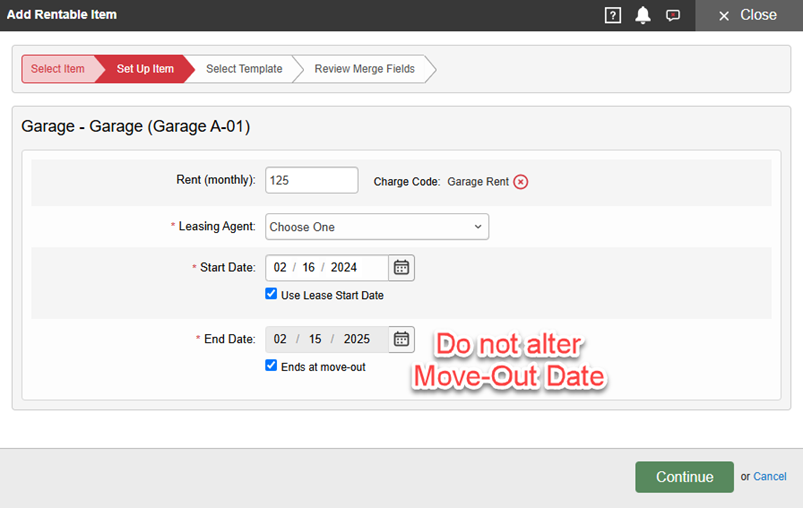 Add Rentable Item ? Close
Select Item Set Up Item Select Template Review Merge Fields
Garage - Garage (Garage A-01)
Rent (monthly): 125 Charge Code: Garage Rent
* Leasing Agent: Choose One
* Start Date: 02 / 16 / 2024
Use Lease Start Date
* End Date: 02 / 15 / 2025
Ends at move-out
Do not alter
Move-Out Date
Continue or Cancel